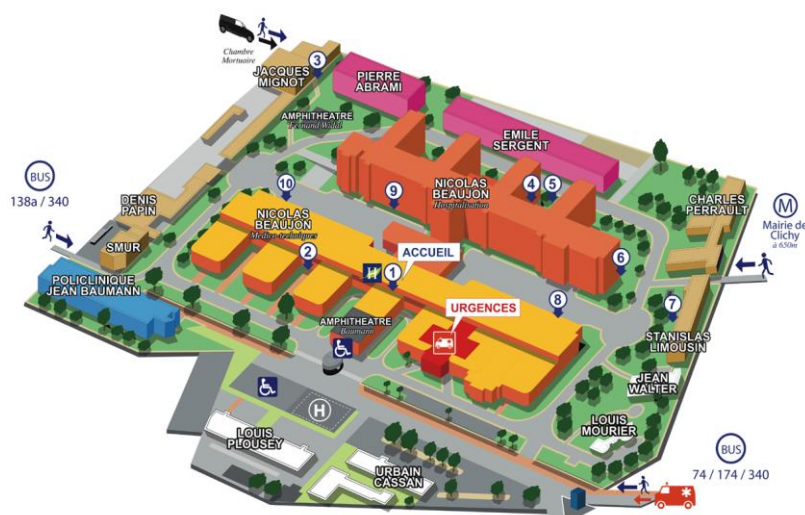 Chambre
Mortuaire
3
JACQUES
MIGNOT
PIERRE
ABRAMI
AMPHITHEATRE
Fernand Widal
EMILE
SERGENT
BUS
138a / 340
10
9
NICOLAS
BEAUJON
Hospitalisation
4
5
CHARLES
PERRAULT
M
Mairie de
Clichy
à 650m
DENIS
PAPIN
SMUR
NICOLAS
BEAUJON
Médico-techniques
2
ACCUEIL
1
H
6
POLICLINIQUE
JEAN BAUMANN
URGENCES
8
7
STANISLAS
LIMOUSIN
AMPHITHEATRE
Baumann
JEAN
WALTER
H
LOUIS
MOURIER
LOUIS
PLOUSEY
URBAIN
CASSAN
BUS
74 / 174 / 340